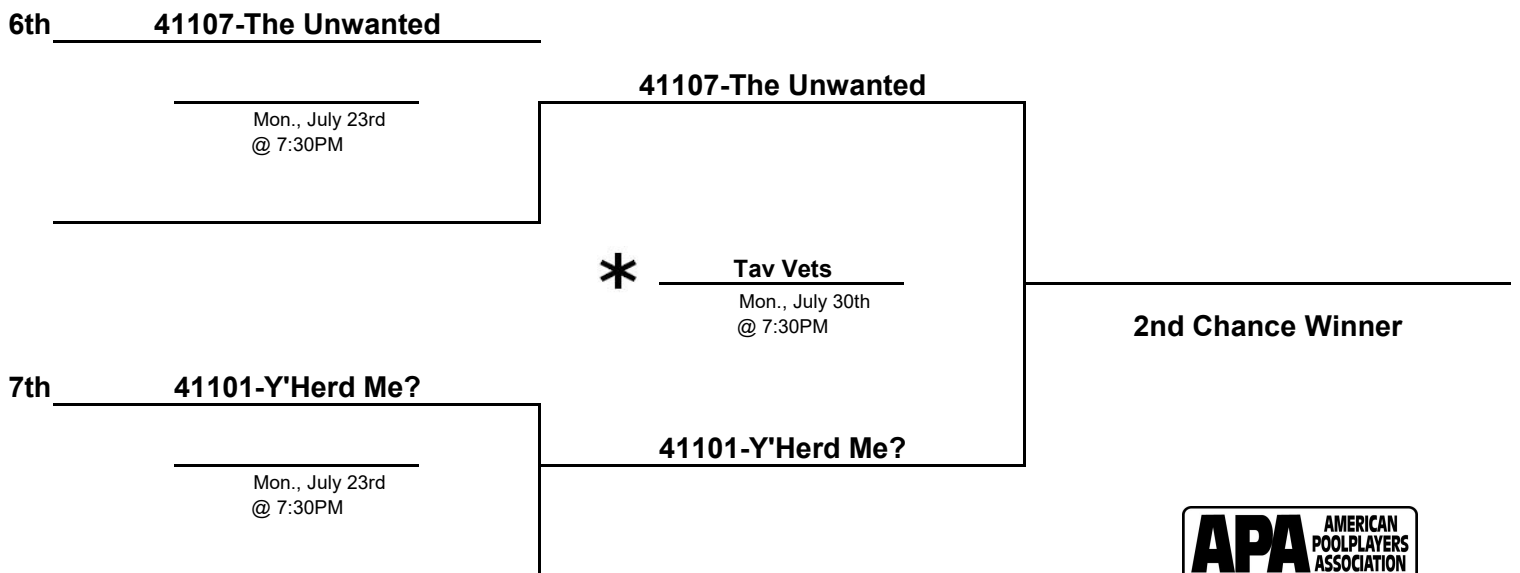 6th 41107-The Unwanted
41107-The Unwanted
Mon., July 23rd
@ 7:30PM
* Tav Vets
Mon., July 30th
@ 7:30PM
2nd Chance Winner
7th 41101-Y'Herd Me?
41101-Y'Herd Me?
Mon., July 23rd
@ 7:30PM
APA AMERICAN
POOLPLAYERS
ASSOCIATION